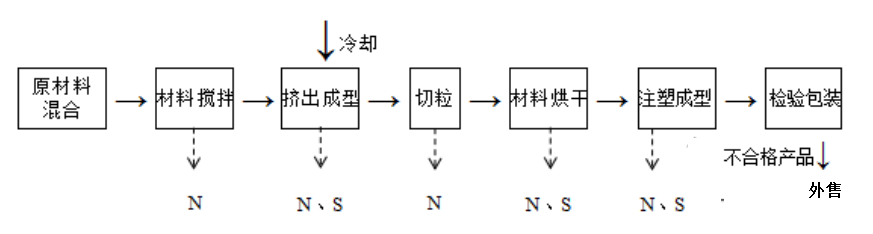 冷却
原材料
混合
材料搅拌
挤出成型
切粒
材料烘干
注塑成型
检验包装
不合格产品
外售
N
N、S
N
N、S
N、S